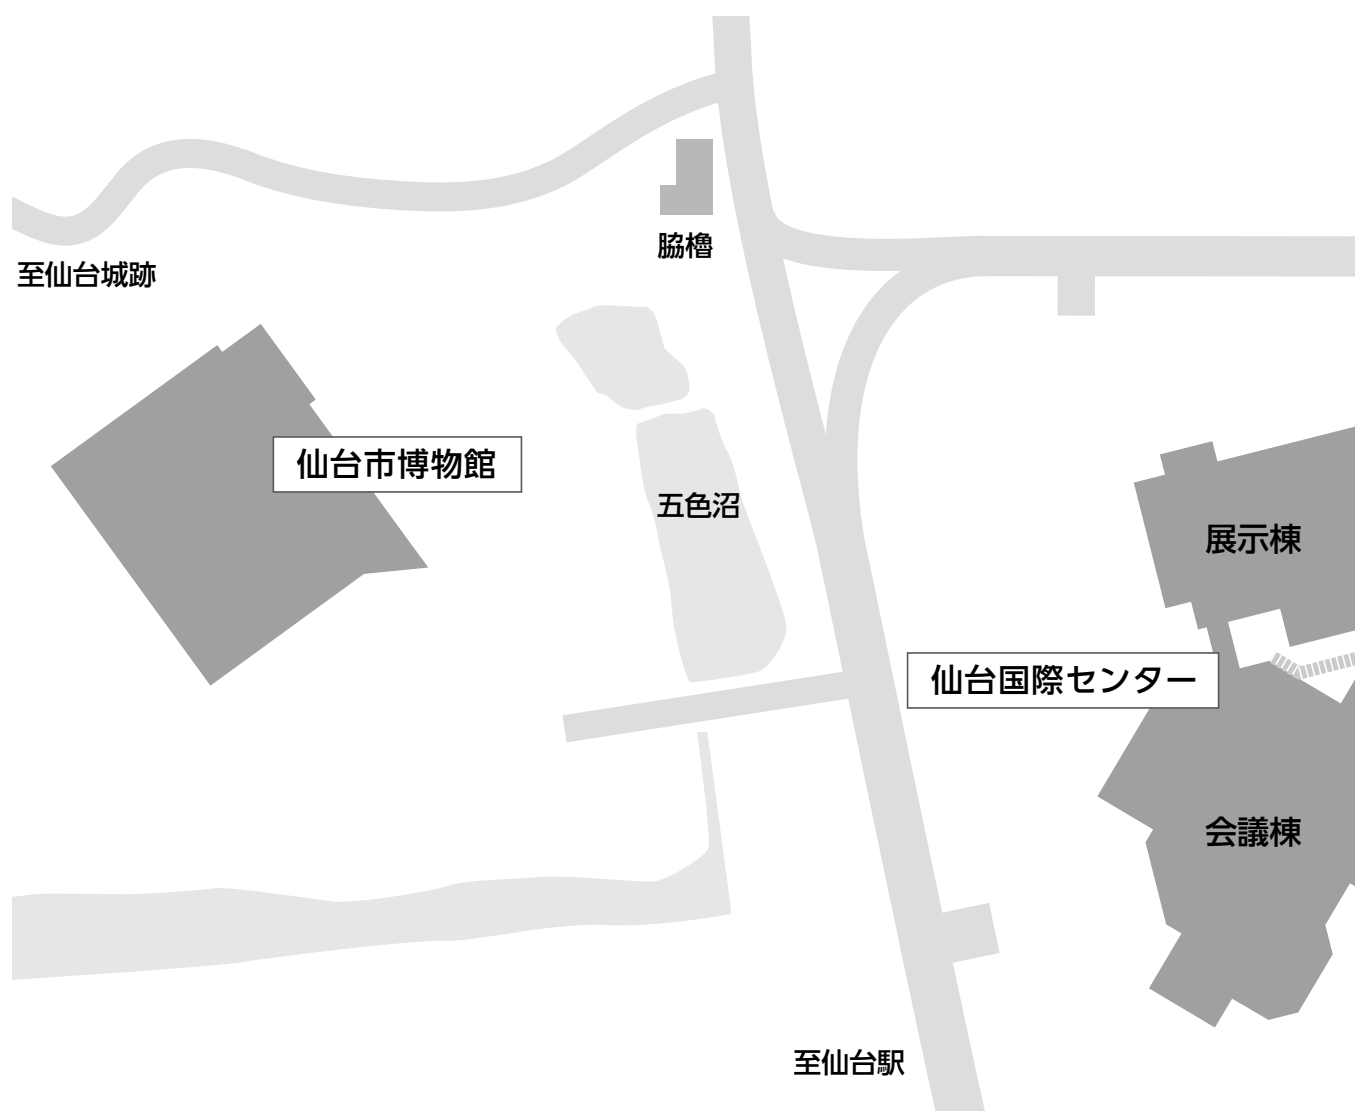 脇櫓
至仙台城跡
仙台市博物館
五色沼
展示棟
仙台国際センター
会議棟
至仙台駅